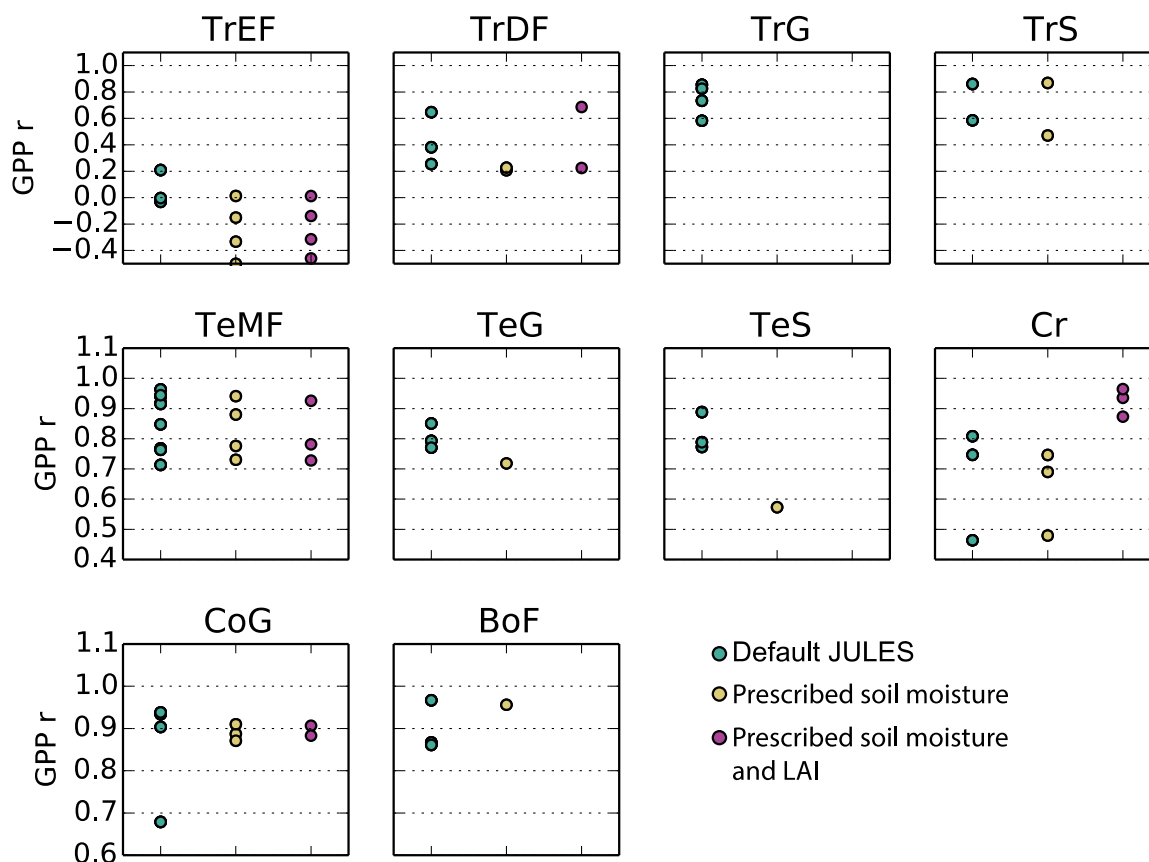 TrEF TrDF TrG TrS
GPP r
1.0
0.8
0.6
0.4
0.2
0.0
−0.2
−0.4
TeMF TeG TeS Cr
GPP r
1.1
1.0
0.9
0.8
0.7
0.6
0.5
0.4
CoG BoF
GPP r
1.1
1.0
0.9
0.8
0.7
0.6
Default JULES
Prescribed soil moisture
Prescribed soil moisture
and LAI